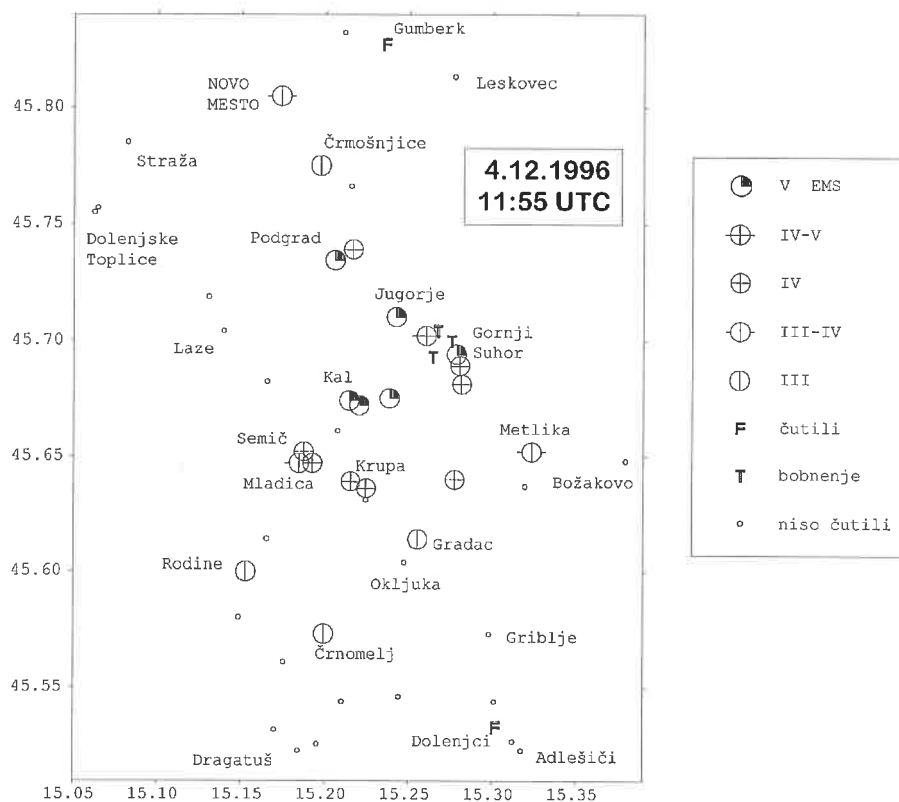 Gumberk
F
Leskovec
NOVO
MESTO
45.80
Črmošnjice
Straža
4.12.1996
11:55 UTC
V EMS
IV-V
IV
III-IV
III
F čutili
T bobnenje
niso čutili
45.75
Podgrad
Dolenjske
Toplice
Jugorje
45.70
T
Gornji
T
Suhor
T
Laze
Kal
Semič
Metlika
45.65
Krupa
Mladica
Božakovo
Gradac
Rodine
45.60
Okljuka
Griblje
Črnomelj
45.55
F
Dolenjci
Dragatuš
Adlešiči
15.05 15.10 15.15 15.20 15.25 15.30 15.35 15.39